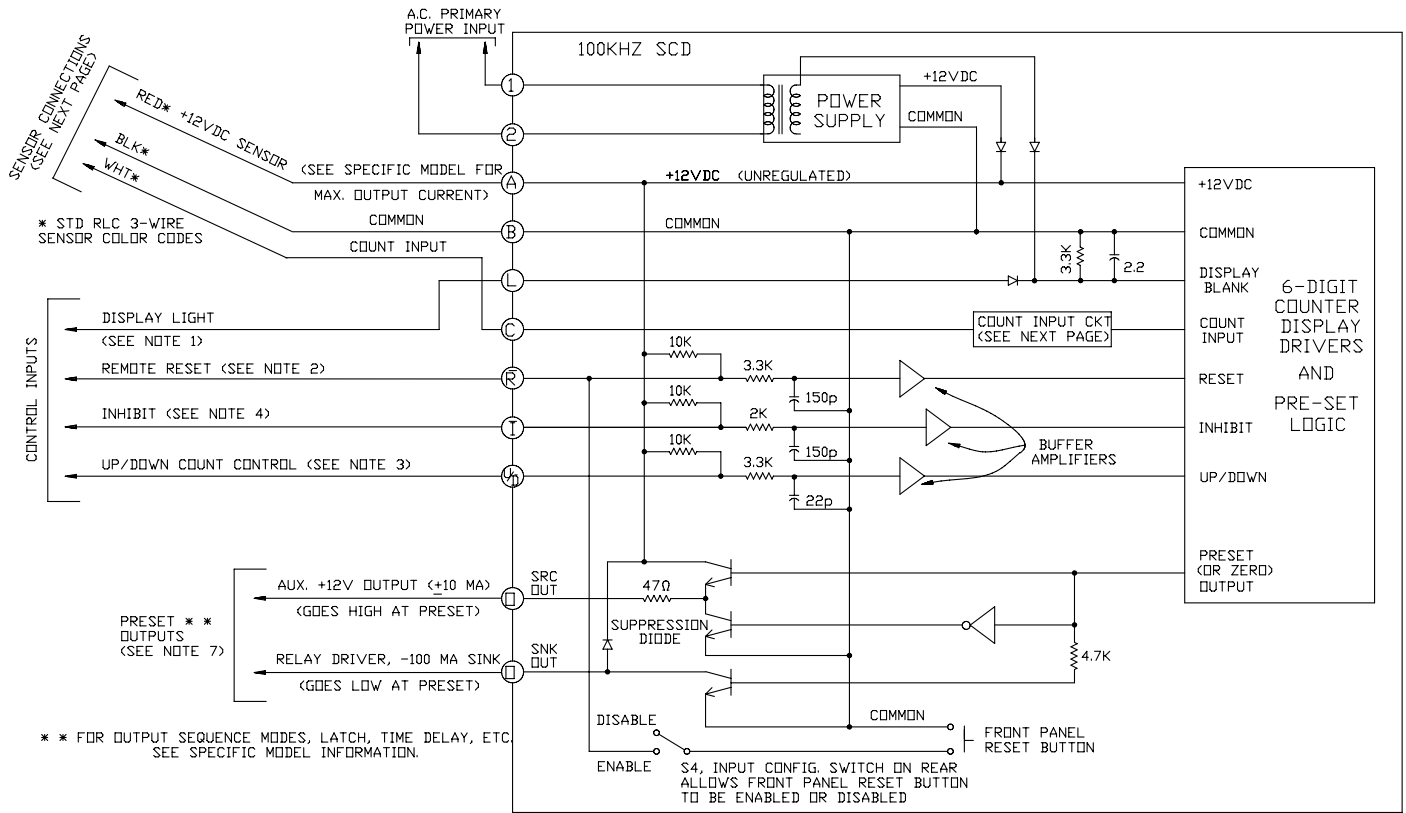 A.C. PRIMARY
POWER INPUT
100KHZ SCD
SENSOR CONNECTIONS
(SEE NEXT PAGE)
RED* +12VDC SENSOR
BLK*
WHT*
(SEE SPECIFIC MODEL FOR
MAX. OUTPUT CURRENT)
COMMON
COUNT INPUT
* STD RLC 3-WIRE
SENSOR COLOR CODES
1
2
A
B
L
C
R
I
U/D
POWER
SUPPLY
+12VDC
COMMON
+12VDC (UNREGULATED)
COMMON
3.3K
2.2
+12VDC
COMMON
DISPLAY
BLANK
COUNT
INPUT
RESET
INHIBIT
UP/DOWN
PRESET
(OR ZERO)
OUTPUT
6-DIGIT
COUNTER
DISPLAY
DRIVERS
AND
PRE-SET
LOGIC
COUNT INPUT CKT
(SEE NEXT PAGE)
CONTROL INPUTS
DISPLAY LIGHT
(SEE NOTE 1)
REMOTE RESET (SEE NOTE 2)
INHIBIT (SEE NOTE 4)
UP/DOWN COUNT CONTROL (SEE NOTE 3)
10K
3.3K
150p
10K
2K
150p
10K
3.3K
22p
BUFFER
AMPLIFIERS
PRESET * *
OUTPUTS
(SEE NOTE 7)
AUX. +12V OUTPUT (±10 MA)
(GOES HIGH AT PRESET)
RELAY DRIVER, -100 MA SINK
(GOES LOW AT PRESET)
O
SRC
OUT
O
SNK
OUT
47Ω
SUPPRESSION
DIODE
4.7K
COMMON
DISABLE
ENABLE
FRONT PANEL
RESET BUTTON
S4, INPUT CONFIG. SWITCH ON REAR
ALLOWS FRONT PANEL RESET BUTTON
TO BE ENABLED OR DISABLED
* * FOR OUTPUT SEQUENCE MODES, LATCH, TIME DELAY, ETC.
SEE SPECIFIC MODEL INFORMATION.